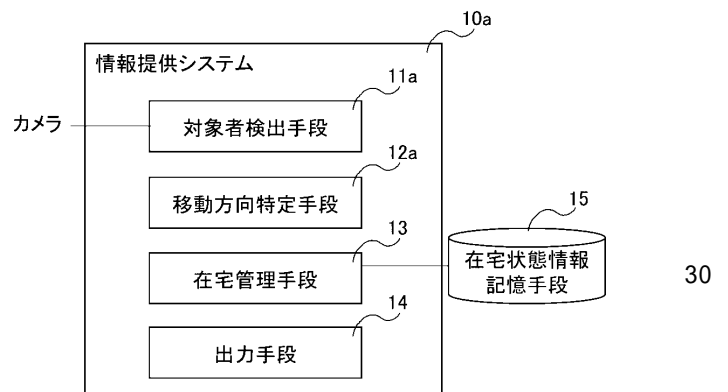 10a
情報提供システム
11a
カメラ
対象者検出手段
12a
移動方向特定手段
13
15
在宅管理手段
在宅状態情報
記憶手段
30
14
出力手段